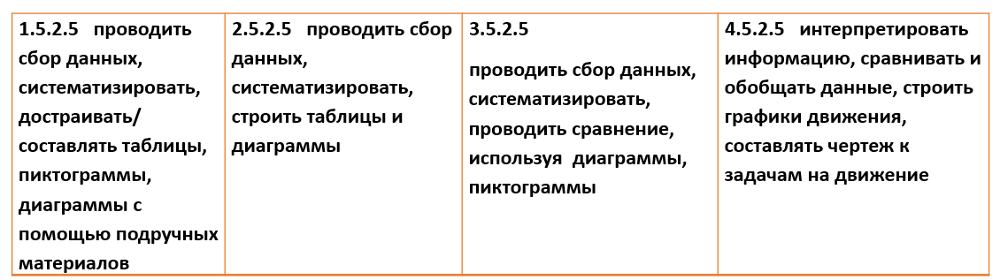 1.5.2.5 проводить
сбор данных,
систематизировать,
достраивать/
составлять таблицы,
пиктограммы,
диаграммы с
помощью подручных
материалов
2.5.2.5 проводить сбор
данных,
систематизировать,
строить таблицы и
диаграммы
3.5.2.5
проводить сбор данных,
систематизировать,
проводить сравнение,
используя диаграммы,
пиктограммы
4.5.2.5 интерпретировать
информацию, сравнивать и
обобщать данные, строить
графики движения,
составлять чертеж к
задачам на движение